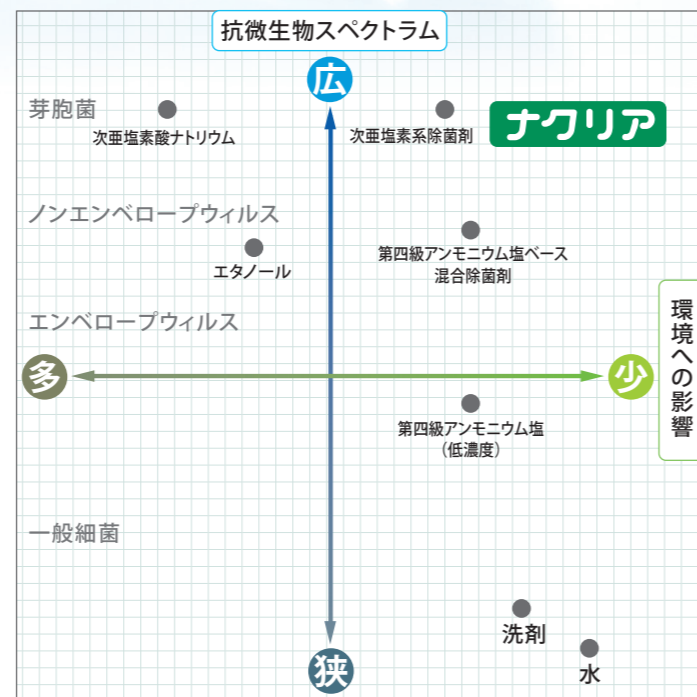 抗微生物スペクトラム
広
芽胞菌
次亜塩素酸ナトリウム
次亜塩素系除菌剤
ナクリア
ノンエンベロープウィルス
エタノール
第四級アンモニウム塩ベース
混合除菌剤
エンベロープウィルス
多
少
環境への影響
第四級アンモニウム塩
(低濃度)
一般細菌
洗剤
水
狭